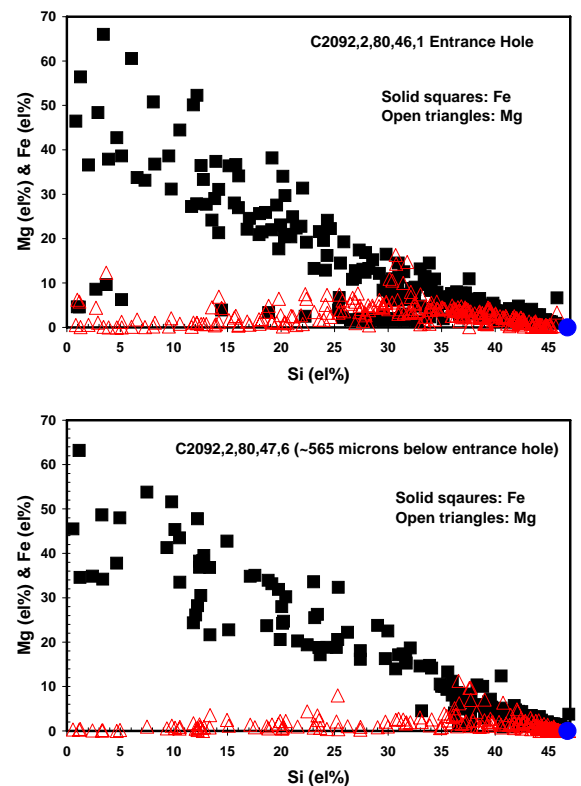 C2092,2,80,46,1 Entrance Hole
Solid squares: Fe
Open triangles: Mg
Mg (el%) & Fe (el%)
70
60
50
40
30
20
10
0
0 5 10 15 20 25 30 35 40 45
Si (el%)
C2092,2,80,47,6 (~565 microns below entrance hole)
Solid sqaures: Fe
Open triangles: Mg
Mg (el%) & Fe (el%)
70
60
50
40
30
20
10
0
0 5 10 15 20 25 30 35 40 45
Si (el%)